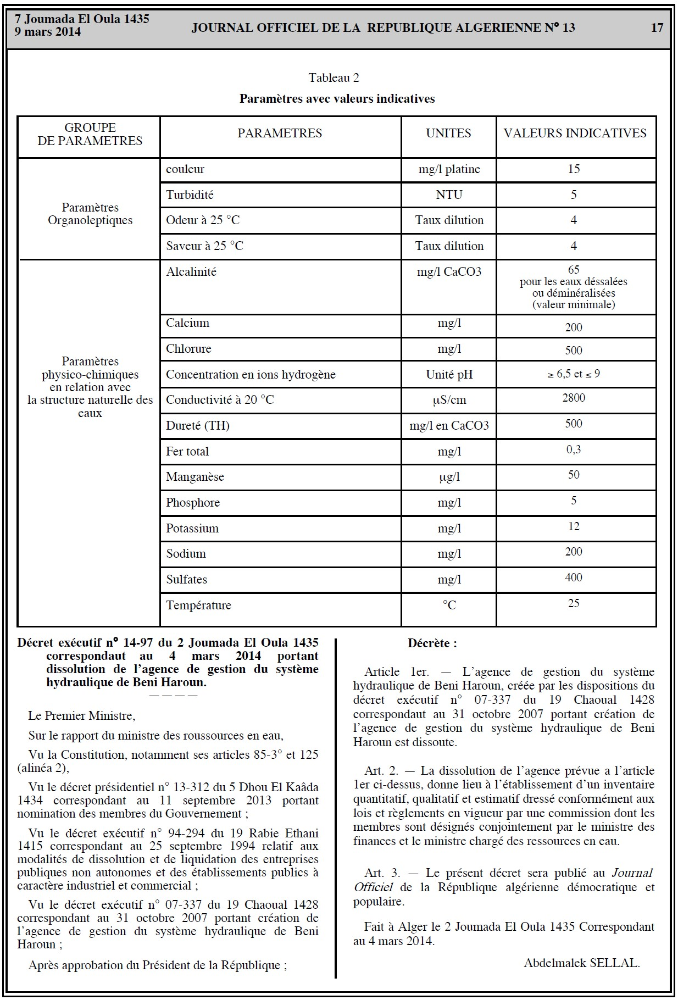 7 Joumada El Oula 1435
9 mars 2014
JOURNAL OFFICIEL DE LA REPUBLIQUE ALGERIENNE N° 13
17
Tableau 2
Paramètres avec valeurs indicatives
GROUPE
DE PARAMETRES
PARAMETRES
UNITES
VALEURS INDICATIVES
Paramètres
Organoleptiques
couleur
mg/l platine
15
Turbidité
NTU
5
Odeur à 25 °C
Taux dilution
4
Saveur à 25 °C
Taux dilution
4
Paramètres
physico-chimiques
en relation avec
la structure naturelle des
eaux
Alcalinité
mg/l CaCO3
65
pour les eaux déssalées
ou déminéralisées
(valeur minimale)
Calcium
mg/l
200
Chlorure
mg/l
500
Concentration en ions hydrogène
Unité pH
≥ 6,5 et ≤ 9
Conductivité à 20 °C
µS/cm
2800
Dureté (TH)
mg/l en CaCO3
500
Fer total
mg/l
0,3
Manganèse
µg/l
50
Phosphore
mg/l
5
Potassium
mg/l
12
Sodium
mg/l
200
Sulfates
mg/l
400
Température
°C
25
Décret exécutif n° 14-97 du 2 Joumada El Oula 1435
correspondaut au 4 mars 2014 portant
dissolution de l’agence de gestion du système
hydraulique de Beni Haroun.
————
Le Premier Ministre,
Sur le rapport du ministre des roussources en eau,
Vu la Constitution, notamment ses articles 85-3° et 125
(alinéa 2),
Vu le décret présidentiel n° 13-312 du 5 Dhou El Kaâda
1434 correspondant au 11 septembre 2013 portant
nomination des membres du Gouvernement ;
Vu le décret exécutif n° 94-294 du 19 Rabie Ethani
1415 correspondant au 25 septembre 1994 relatif aux
modalités de dissolution et de liquidation des entreprises
publiques non autonomes et des établissements publics à
caractère industriel et commercial ;
Vu le décret exécutif n° 07-337 du 19 Chaoual 1428
correspondant au 31 octobre 2007 portant création de
l’agence de gestion du système hydraulique de Beni
Haroun ;
Après approbation du Président de la République ;
Décrète :
Article 1er. — L’agence de gestion du système
hydraulique de Beni Haroun, créée par les dispositions du
décret exécutif n° 07-337 du 19 Chaoual 1428
correspondaut au 31 octobre 2007 portant création de
l’agence de gestion du système hydraulique de Beni
Haroun est dissoute.
Art. 2. — La dissolution de l’agence prévue a l’article
1er ci-dessus, donne lieu à l’établissement d’un inventaire
quantitatif, qualitatif et estimatif dressé conformément aux
lois et règlements en vigueur par une commission dont les
membres sont désignés conjointement par le ministre des
finances et le ministre chargé des ressources en eau.
Art. 3. — Le présent décret sera publié au Journal
Officiel de la République algérienne démocratique et
populaire.
Fait à Alger le 2 Joumada El Oula 1435 Correspondant
au 4 mars 2014.
Abdelmalek SELLAL.